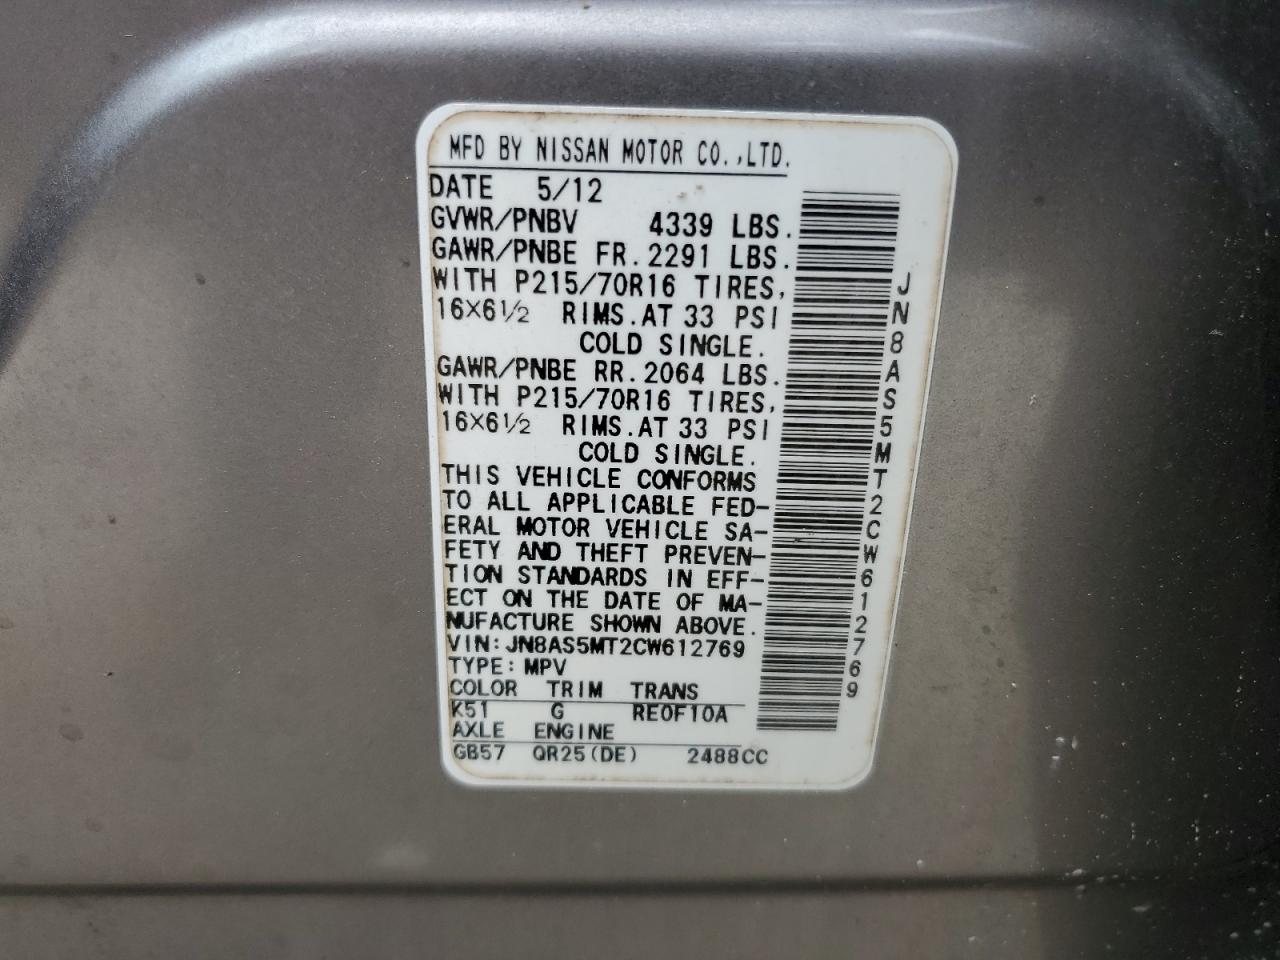 MFD BY NISSAN MOTOR CO.,LTD.
DATE 5/12
GVWR/PNBV 4339 LBS.
GAWR/PNBE FR.2291 LBS.
WITH P215/70R16 TIRES,
16×6½ RIMS.AT 33 PSI
COLD SINGLE.
GAWR/PNBE RR.2064 LBS.
WITH P215/70R16 TIRES,
16×6½ RIMS.AT 33 PSI
COLD SINGLE.
THIS VEHICLE CONFORMS
TO ALL APPLICABLE FED-
ERAL MOTOR VEHICLE SA-
FETY AND THEFT PREVEN-
TION STANDARDS IN EFF-
ECT ON THE DATE OF MA-
NUFACTURE SHOWN ABOVE.
VIN:JN8AS5MT2CW612769
TYPE:MPV
COLOR TRIM TRANS
K51 G RE0F10A
AXLE ENGINE
GB57 QR25(DE) 2488CC
JN8AS5MT2CW612769